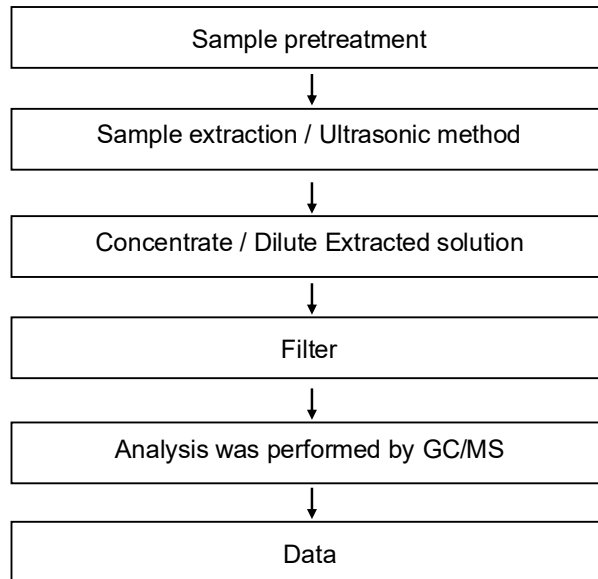 Sample pretreatment
Sample extraction / Ultrasonic method
Concentrate / Dilute Extracted solution
Filter
Analysis was performed by GC/MS
Data